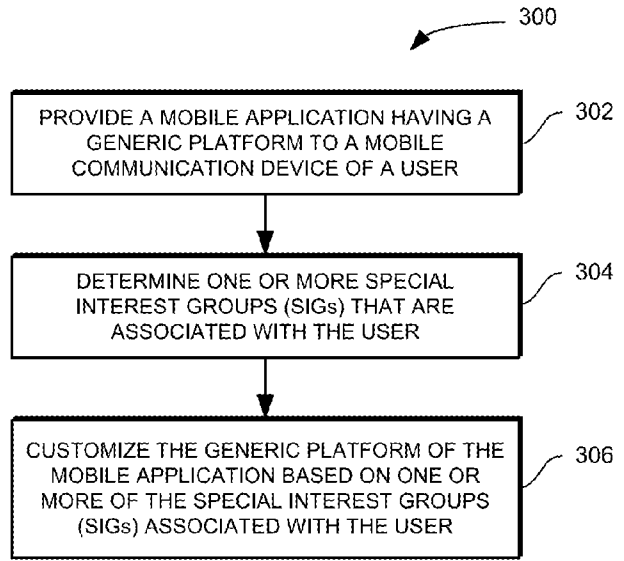 300
PROVIDE A MOBILE APPLICATION HAVING A
GENERIC PLATFORM TO A MOBILE
COMMUNICATION DEVICE OF A USER
302
DETERMINE ONE OR MORE SPECIAL
INTEREST GROUPS (SIGs) THAT ARE
ASSOCIATED WITH THE USER
304
CUSTOMIZE THE GENERIC PLATFORM OF THE
MOBILE APPLICATION BASED ON ONE OR
MORE OF THE SPECIAL INTEREST GROUPS
(SIGs) ASSOCIATED WITH THE USER
306